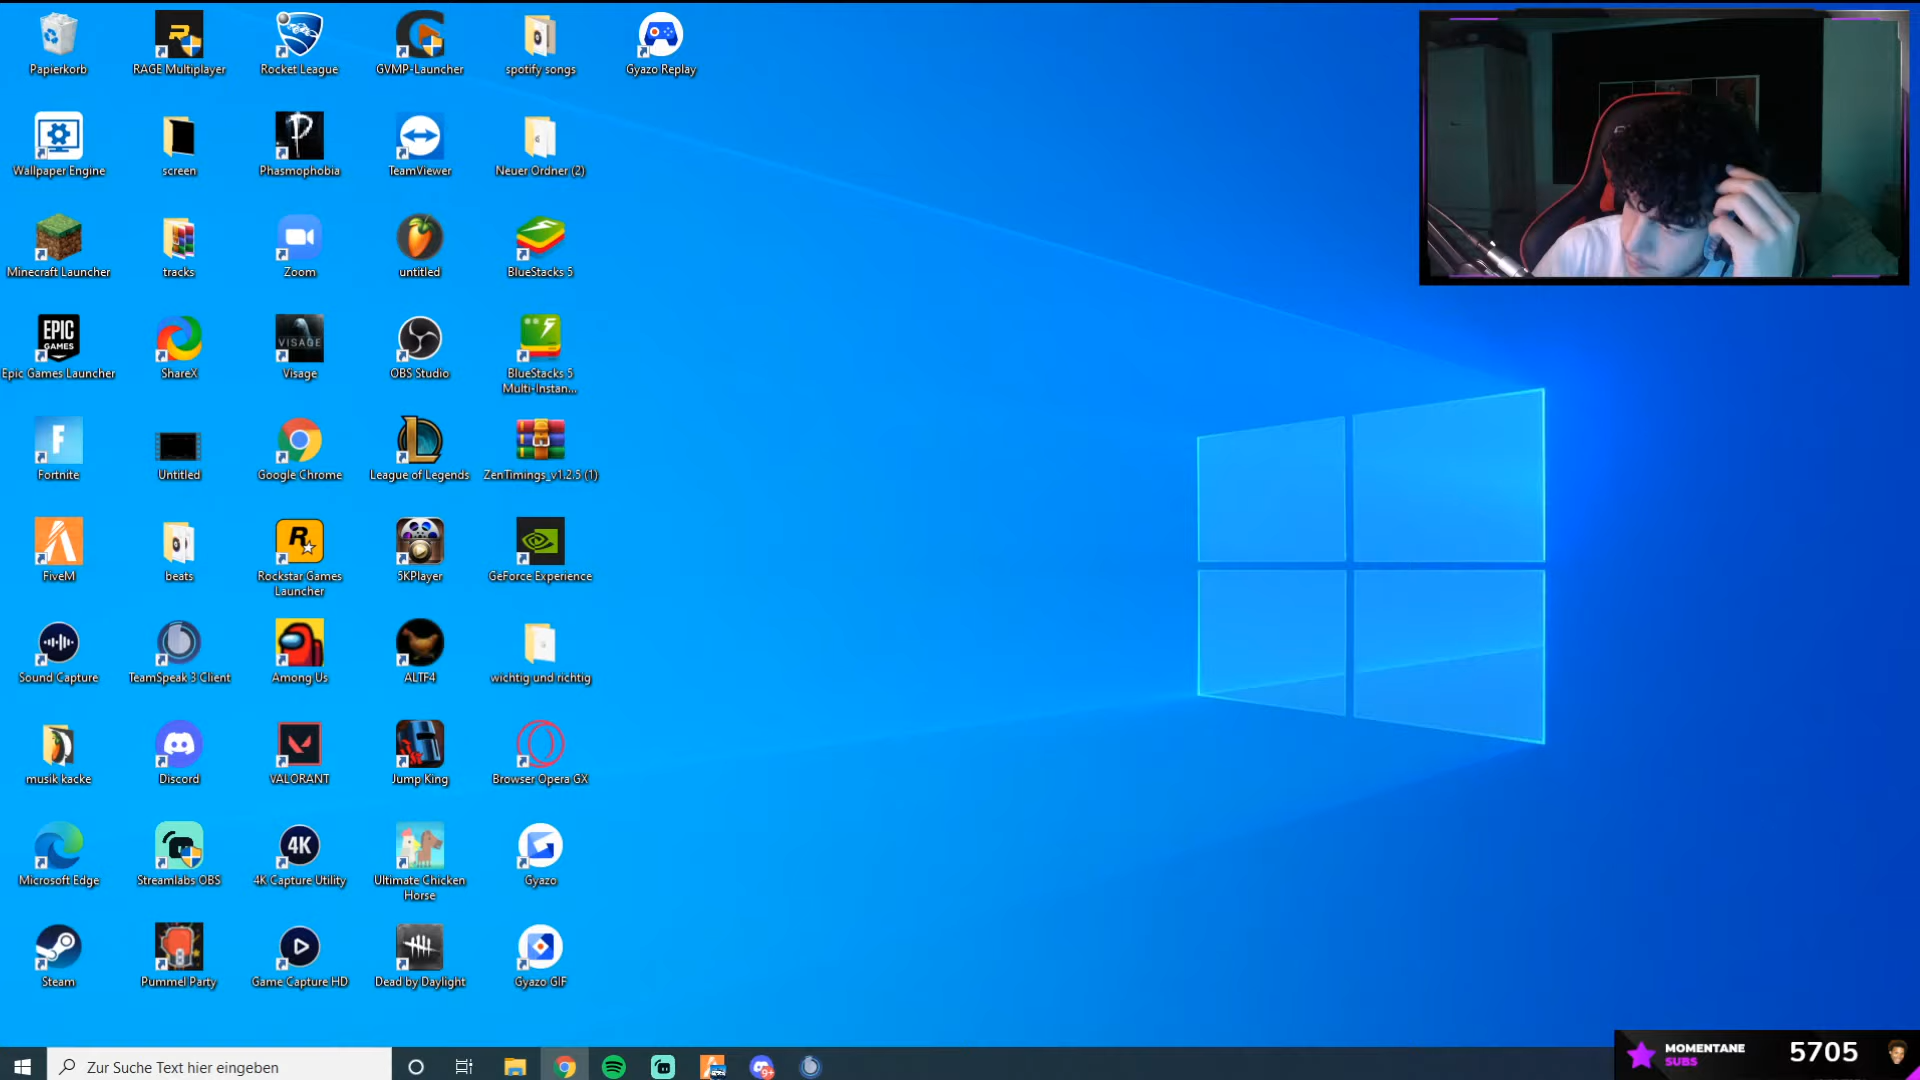 Papierkorb
RAGE Multiplayer
Rocket League
GVMP-Launcher
spotify songs
Gyazo Replay
Wallpaper Engine
screen
Phasmophobia
TeamViewer
Neuer Ordner (2)
Minecraft Launcher
tracks
Zoom
untitled
BlueStacks 5
EPIC
GAMES
VISAGE
Epic Games Launcher
ShareX
Visage
OBS Studio
BlueStacks 5
Multi-Instan...
Fortnite
Untitled
Google Chrome
League of Legends
ZenTimings_v1.2.5 (1)
FiveM
beats
Rockstar Games
Launcher
5KPlayer
GeForce Experience
Sound Capture
TeamSpeak 3 Client
Among Us
ALTF4
wichtig und richtig
musik kacke
Discord
VALORANT
Jump King
Browser Opera GX
4K
Microsoft Edge
Streamlabs OBS
4K Capture Utility
Ultimate Chicken
Horse
Gyazo
Steam
Pummel Party
Game Capture HD
Dead by Daylight
Gyazo GIF
Zur Suche Text hier eingeben
9+
MOMENTANE
SUBS
5705